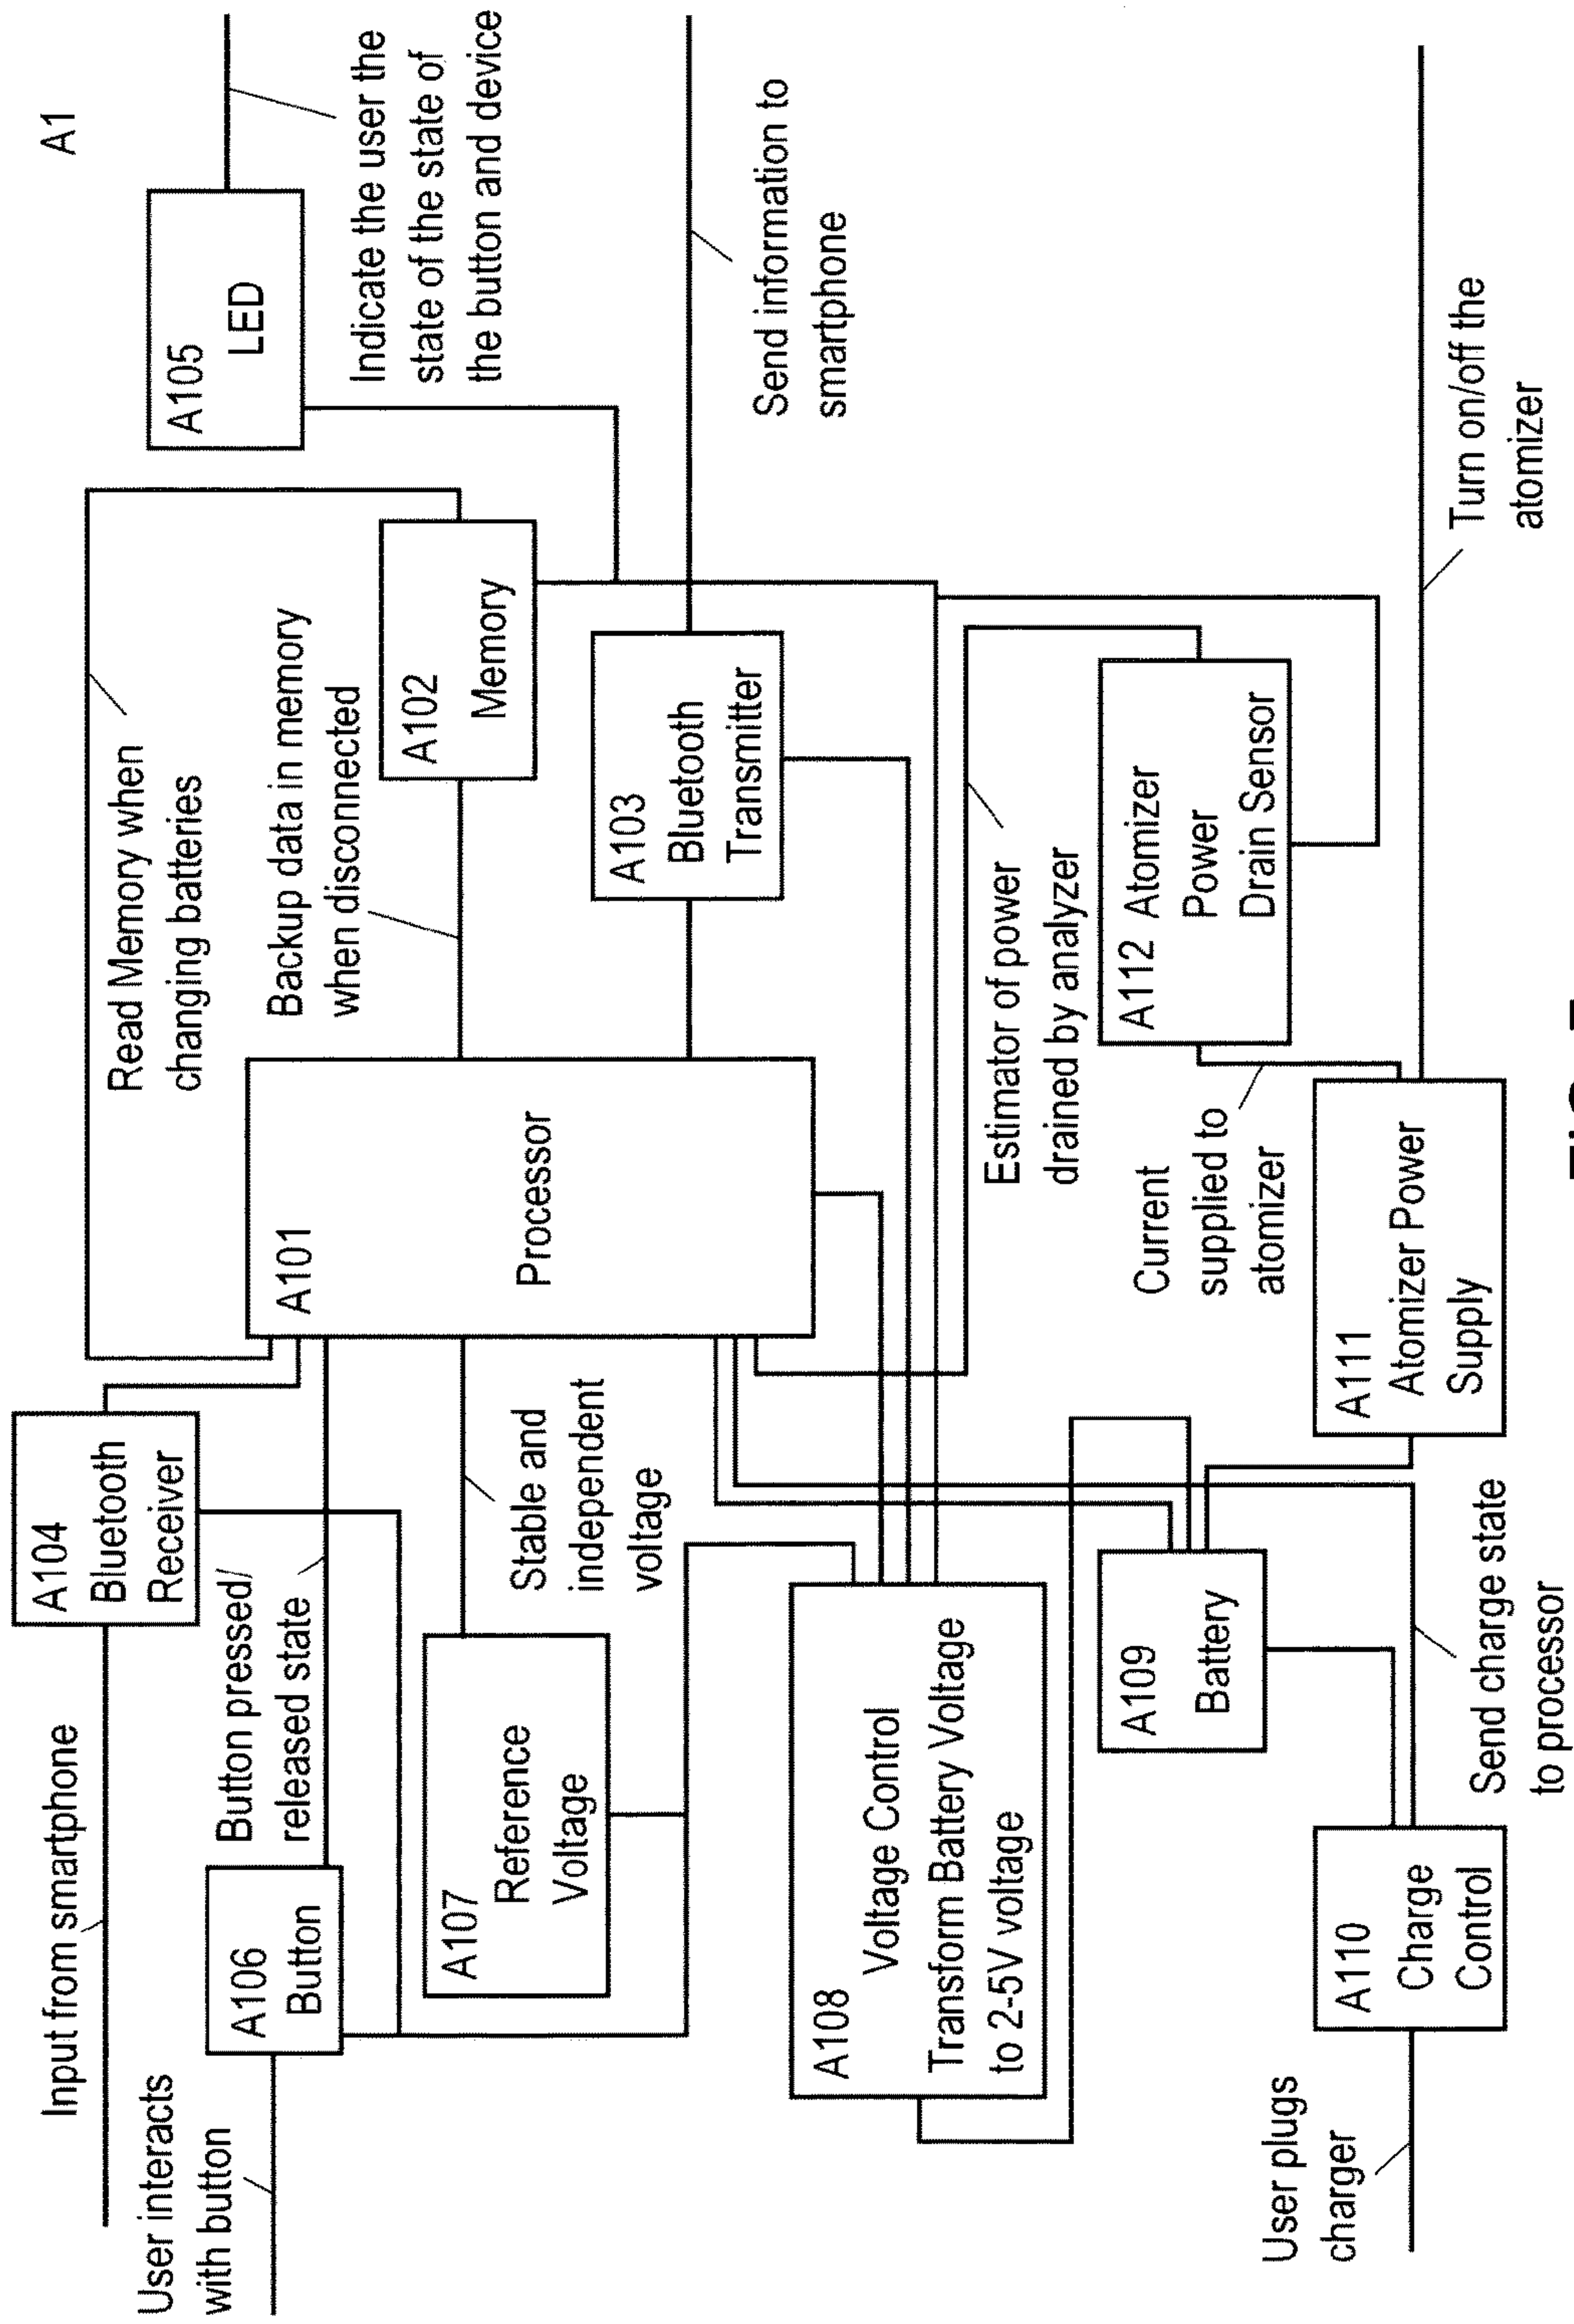 A1
Input from smartphone
A104
Bluetooth
Receiver
Read Memory when
changing batteries
A105
LED
Indicate the user the
state of the state of
the button and device
User interacts
with button
A106
Button
Button pressed/
released state
A101
Processor
Backup data in memory
when disconnected
A102
Memory
A107
Reference
Voltage
Stable and
independent
voltage
A103
Bluetooth
Transmitter
Send information to
smartphone
A108
Voltage Control
Transform Battery Voltage
to 2-5V voltage
Estimator of power
drained by analyzer
A109
Battery
Current
supplied to
atomizer
A112 Atomizer
Power
Drain Sensor
User plugs
charger
A110
Charge
Control
Send charge state
to processor
A111
Atomizer Power
Supply
Turn on/off the
atomizer